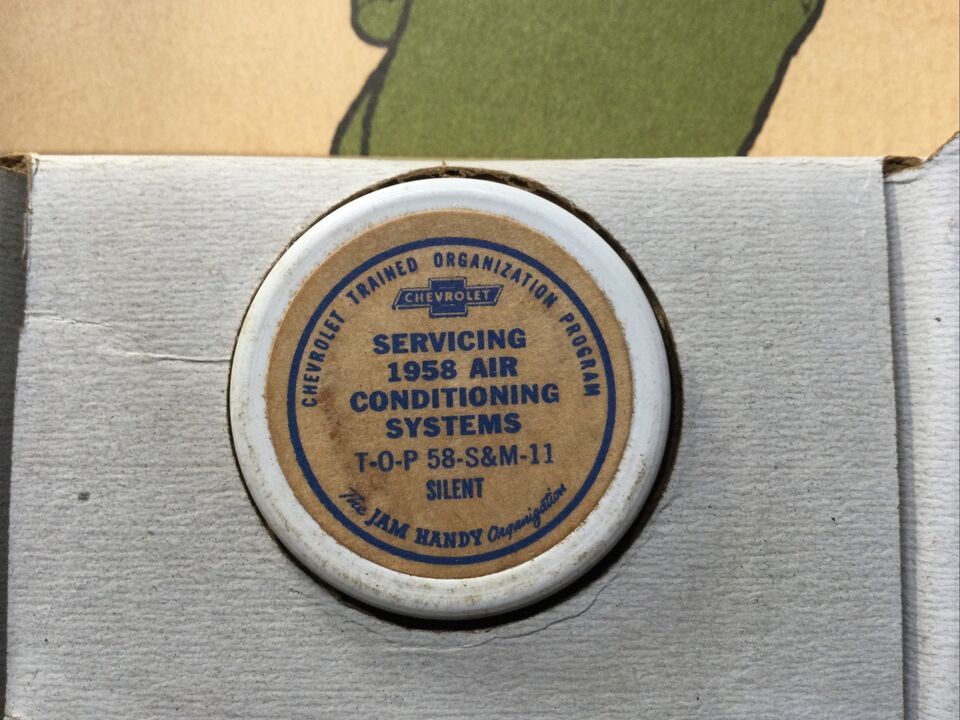 CHEVROLET TRAINED ORGANIZATION PROGRAM
CHEVROLET
SERVICING
1958 AIR
CONDITIONING
SYSTEMS
T-O-P 58-S&M-11
SILENT
The JAM HANDY Organization